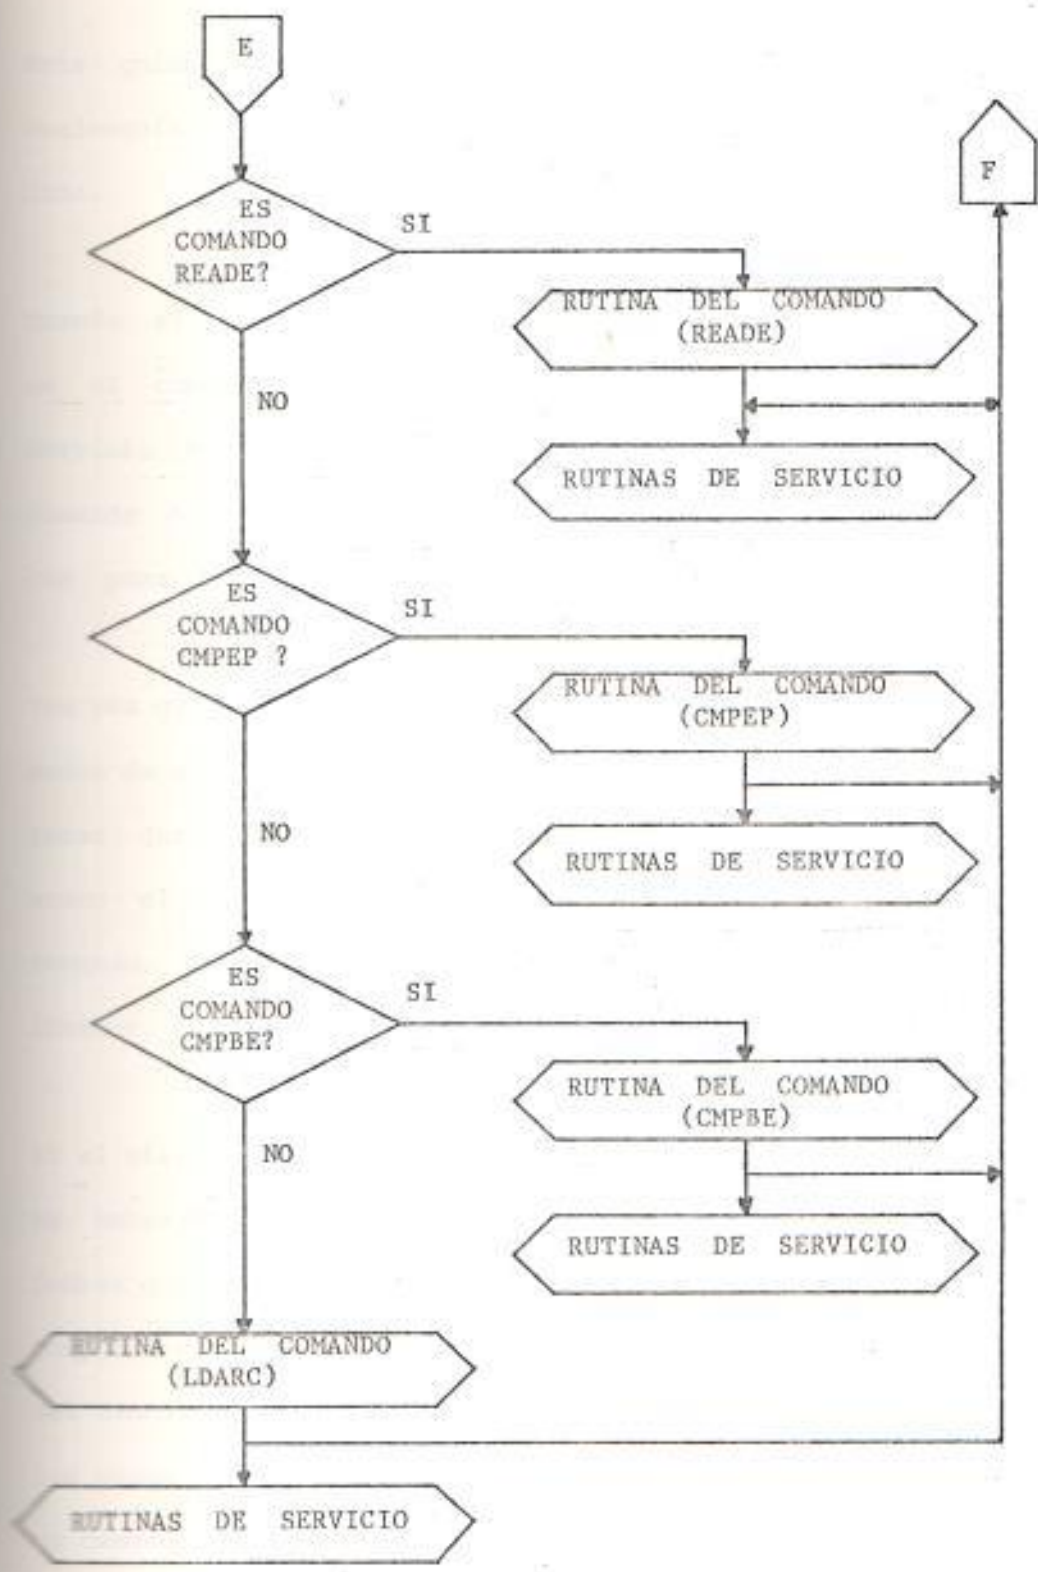 E
F
ES
COMANDO
READE?
SI
RUTINA DEL COMANDO
(READE)
NO
RUTINAS DE SERVICIO
ES
COMANDO
CMPEP ?
SI
RUTINA DEL COMANDO
(CMPEP)
NO
RUTINAS DE SERVICIO
ES
COMANDO
CMPBE?
SI
RUTINA DEL COMANDO
(CMPBE)
NO
RUTINAS DE SERVICIO
RUTINA DEL COMANDO
(LDARC)
RUTINAS DE SERVICIO